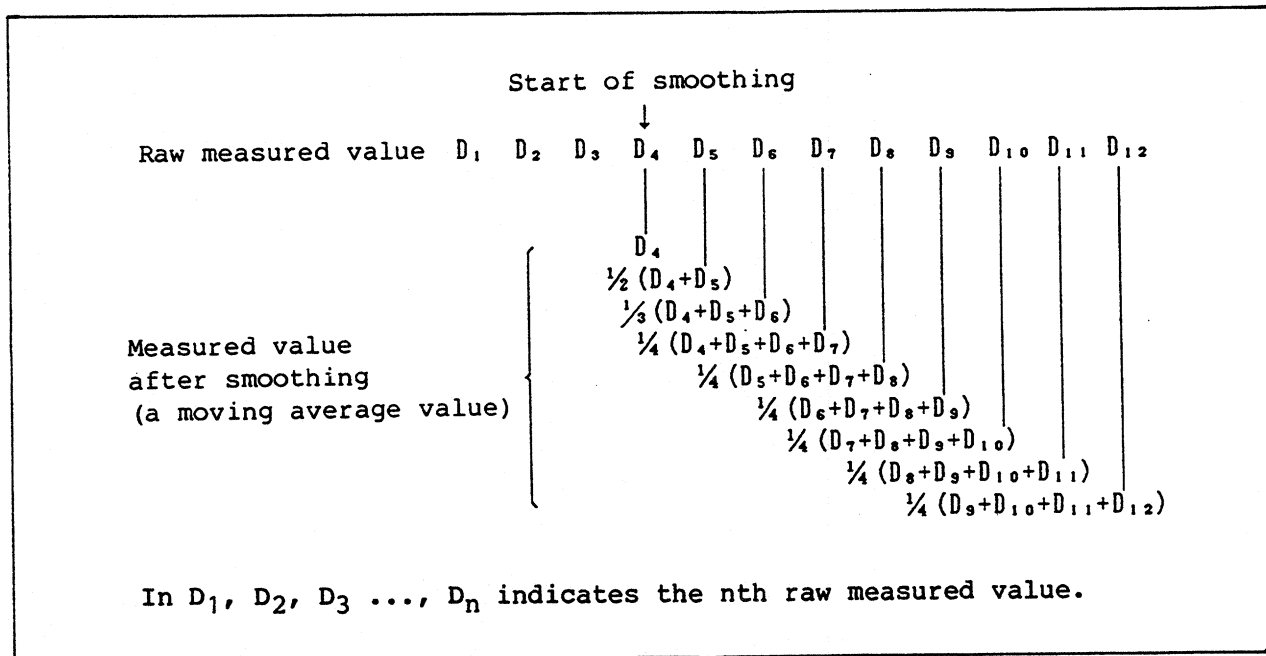 Start of smoothing
↓
Raw measured value D₁ D₂ D₃ D₄ D₅ D₆ D₇ D₈ D₉ D₁₀ D₁₁ D₁₂
D₄
½ (D₄+D₅)
⅓ (D₄+D₅+D₆)
¼ (D₄+D₅+D₆+D₇)
Measured value
¼ (D₅+D₆+D₇+D₈)
after smoothing
¼ (D₆+D₇+D₈+D₉)
(a moving average value)
¼ (D₇+D₈+D₉+D₁₀)
¼ (D₈+D₉+D₁₀+D₁₁)
¼ (D₉+D₁₀+D₁₁+D₁₂)
In D₁, D₂, D₃ ..., Dₙ indicates the nth raw measured value.